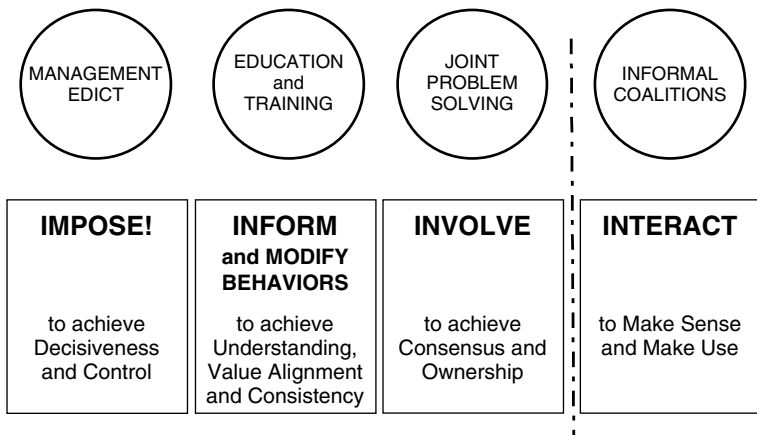 MANAGEMENT
EDICT
EDUCATION
and
TRAINING
JOINT
PROBLEM
SOLVING
INFORMAL
COALITIONS
IMPOSE!
to achieve
Decisiveness
and Control
INFORM
and MODIFY
BEHAVIORS
to achieve
Understanding,
Value Alignment
and Consistency
INVOLVE
to achieve
Consensus and
Ownership
INTERACT
to Make Sense
and Make Use